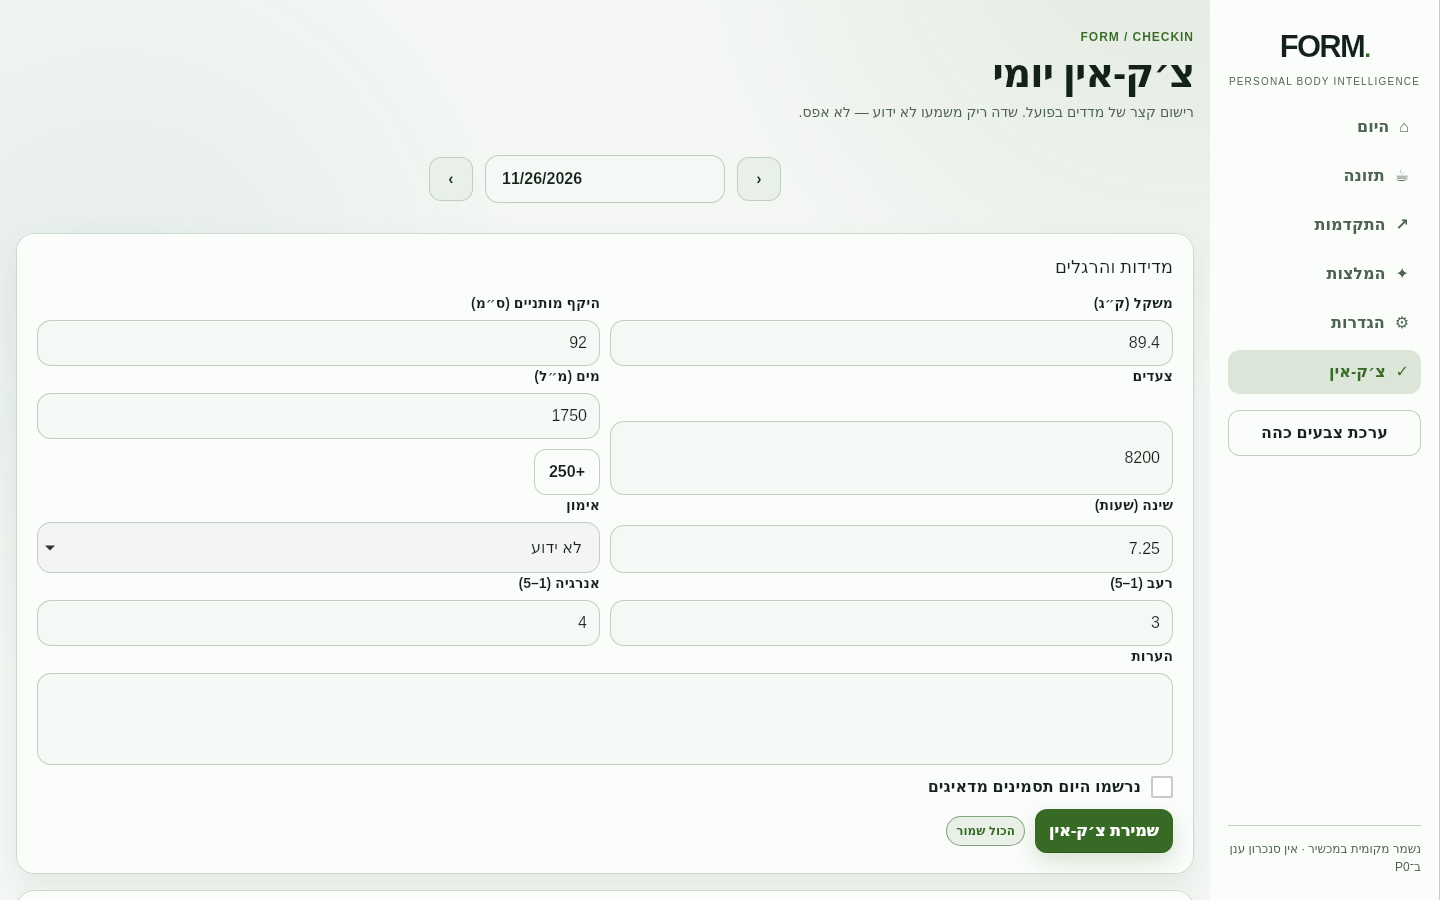 FORM.
PERSONAL BODY INTELLIGENCE
היום
תזונה
התקדמות
המלצות
הגדרות
צ׳ק-אין
ערכת צבעים כהה
נשמר מקומית במכשיר · אין סנכרון ענן
ב־P0
FORM / CHECKIN
צ׳ק-אין יומי
רישום קצר של מדדים בפועל. שדה ריק משמעו לא ידוע — לא אפס.
11/26/2026
מדידות והרגלים
משקל (ק״ג)
89.4
היקף מותניים (ס״מ)
92
צעדים
8200
מים (מ״ל)
1750
250+
שינה (שעות)
7.25
אימון
לא ידוע
רעב (1–5)
3
אנרגיה (1–5)
4
הערות
נרשמו היום תסמינים מדאיגים
שמירת צ׳ק-אין
הכול שמור